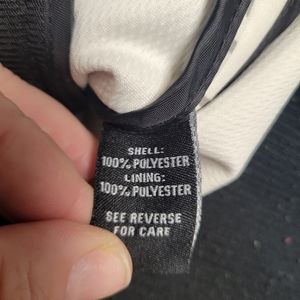 SHELL:
100% POLYESTER
LINING:
100% POLYESTER
SEE REVERSE
FOR CARE